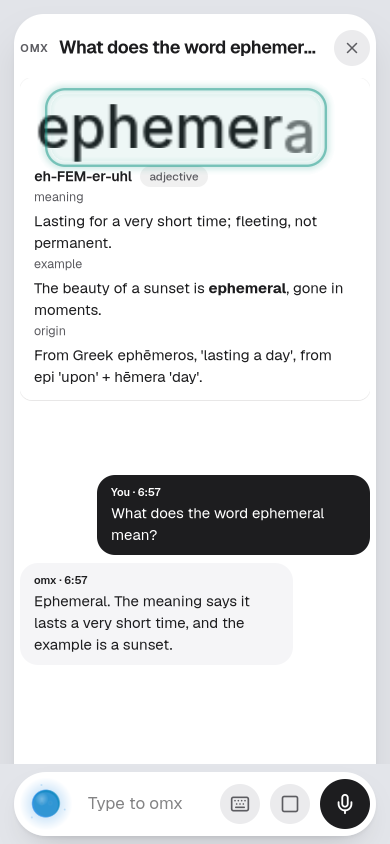 OMX What does the word ephemer...
ephemera
eh-FEM-er-uhl adjective
meaning
Lasting for a very short time; fleeting, not
permanent.
example
The beauty of a sunset is ephemeral, gone in
moments.
origin
From Greek ephēmeros, 'lasting a day', from
epi 'upon' + hēmera 'day'.
You · 6:57
What does the word ephemeral
mean?
omx · 6:57
Ephemeral. The meaning says it
lasts a very short time, and the
example is a sunset.
Type to omx